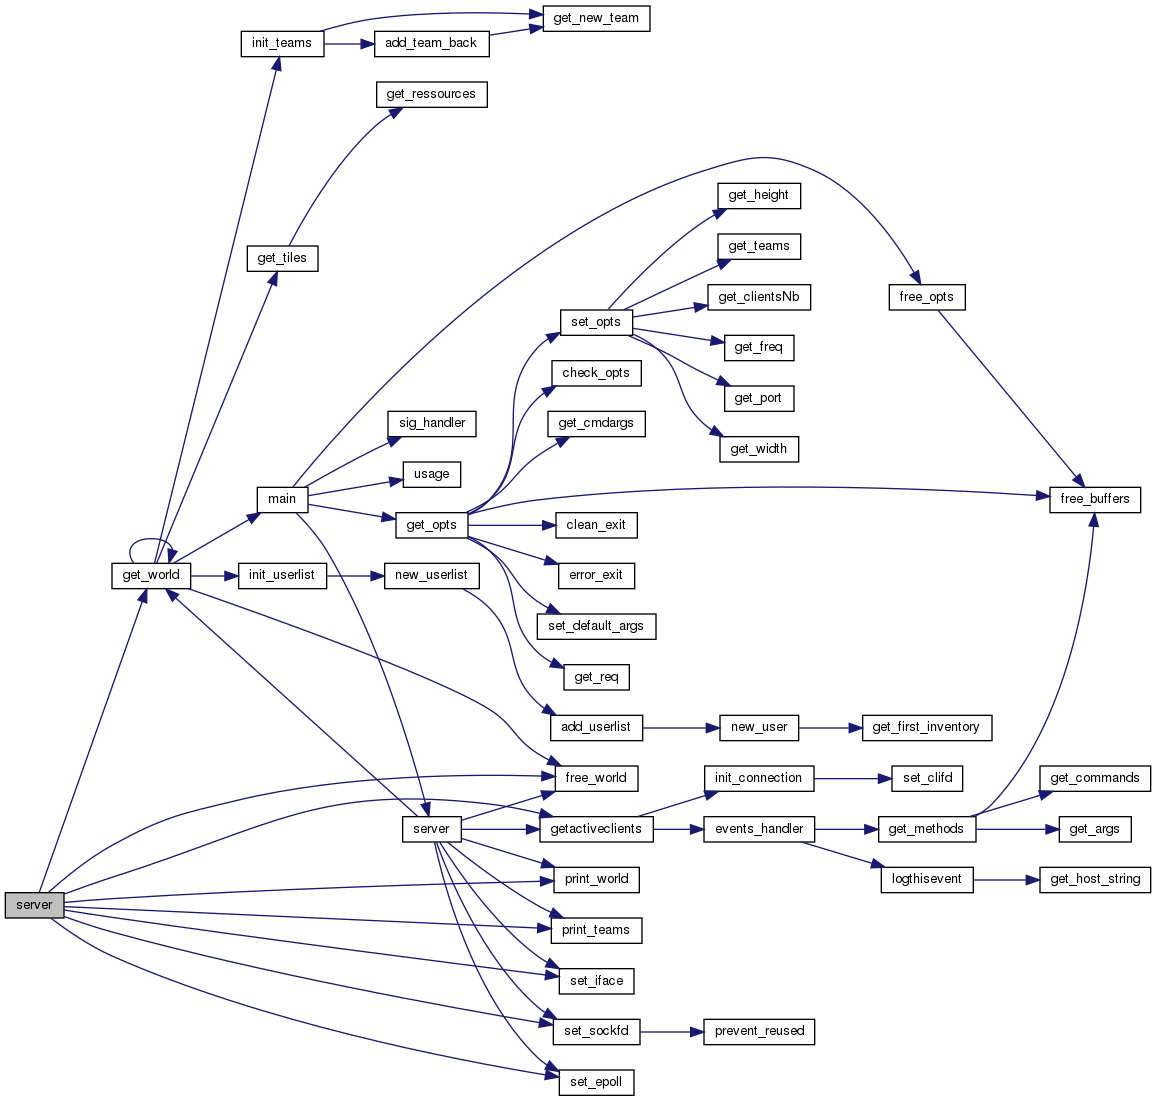 get_new_team
init_teams
add_team_back
get_ressources
get_height
get_teams
get_tiles
get_clientsNb
free_opts
set_opts
get_freq
check_opts
get_port
sig_handler
get_cmdargs
get_width
usage
main
free_buffers
get_opts
clean_exit
get_world
init_userlist
new_userlist
error_exit
set_default_args
get_req
add_userlist
new_user
get_first_inventory
free_world
init_connection
set_clifd
get_commands
server
getactiveclients
events_handler
get_methods
get_args
print_world
logthisevent
get_host_string
server
print_teams
set_iface
set_sockfd
prevent_reused
set_epoll